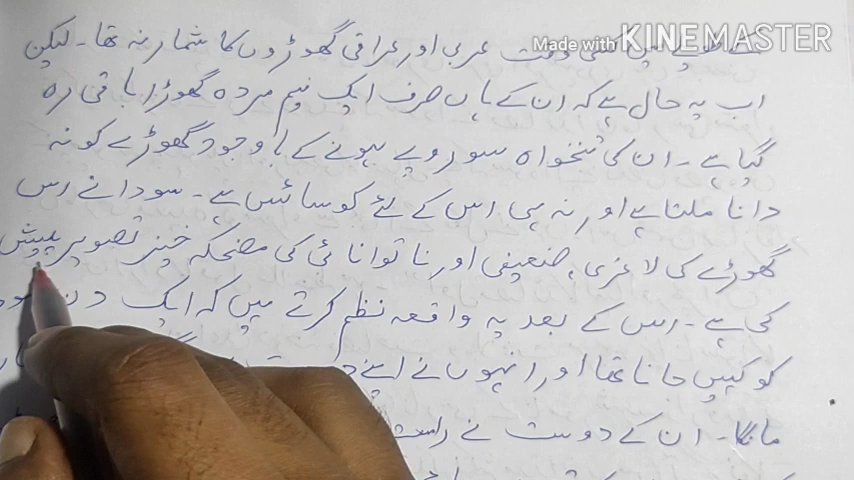 Made with KINEMASTER
وقت عربی اور عراقی گھوڑوں کا شمار نہ تھا۔ لیکن
اب یہ حال ہے کہ ان کے ہاں صرف ایک نیم مردہ گھوڑا باقی رہ
گیا ہے۔ ان کی تنخواہ سو روپے ہونے کے باوجود گھوڑے کو نہ
دانا ملتا ہے اور نہ ہی اس کے لئے کو سائس ہے۔ سودا نے اس
گھوڑے کی لاغری، ضعیفی اور ناتوانائی کی مضحکہ خیز تصویر پیش
کی ہے۔ اس کے بعد یہ واقعہ نظم کرتے ہیں کہ ایک دن
کو کہیں جانا تھا اور انہوں نے اپنے
مانگا۔ ان کے دوست نے